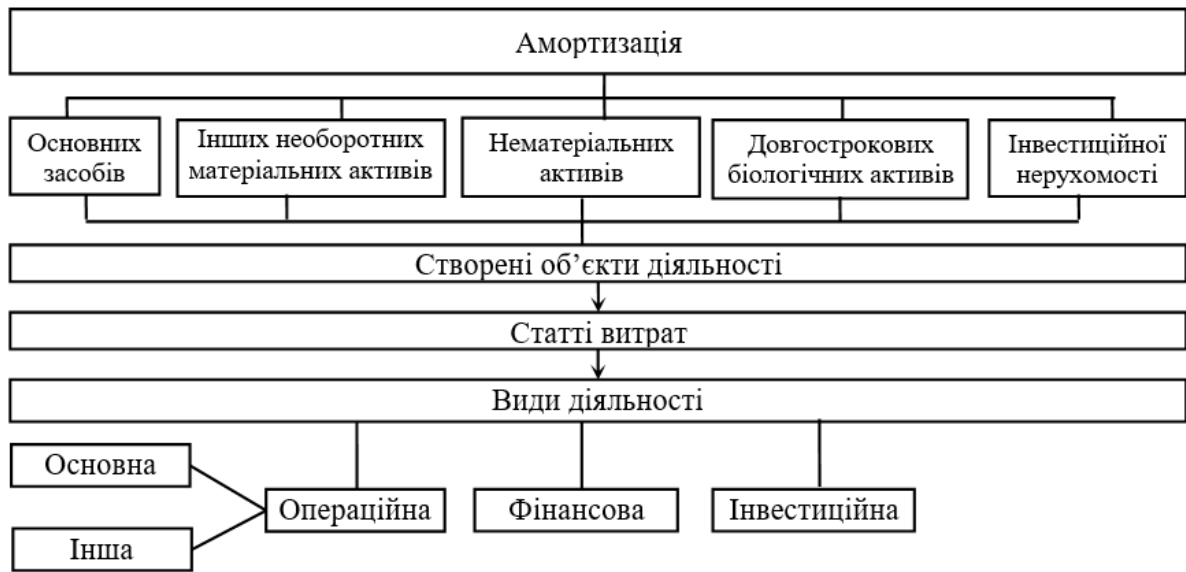 Амортизація
Основних
засобів
Інших необоротних
матеріальних активів
Нематеріальних
активів
Довгострокових
біологічних активів
Інвестиційної
нерухомості
Створені об’єкти діяльності
Статті витрат
Види діяльності
Основна
Операційна
Фінансова
Інвестиційна
Інша